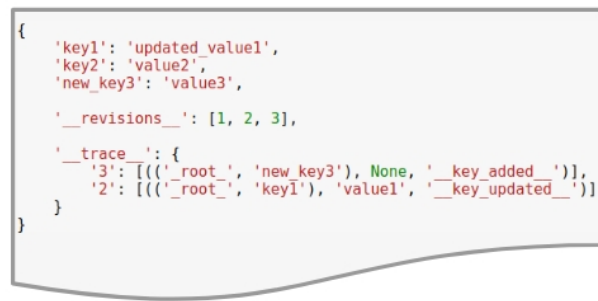 {
'key1': 'updated_value1',
'key2': 'value2',
'new_key3': 'value3',
'__revisions__': [1, 2, 3],
'__trace__': {
'3': [(('_root_', 'new_key3'), None, '__key_added__')],
'2': [(('_root_', 'key1'), 'value1', '__key_updated__')]
}
}